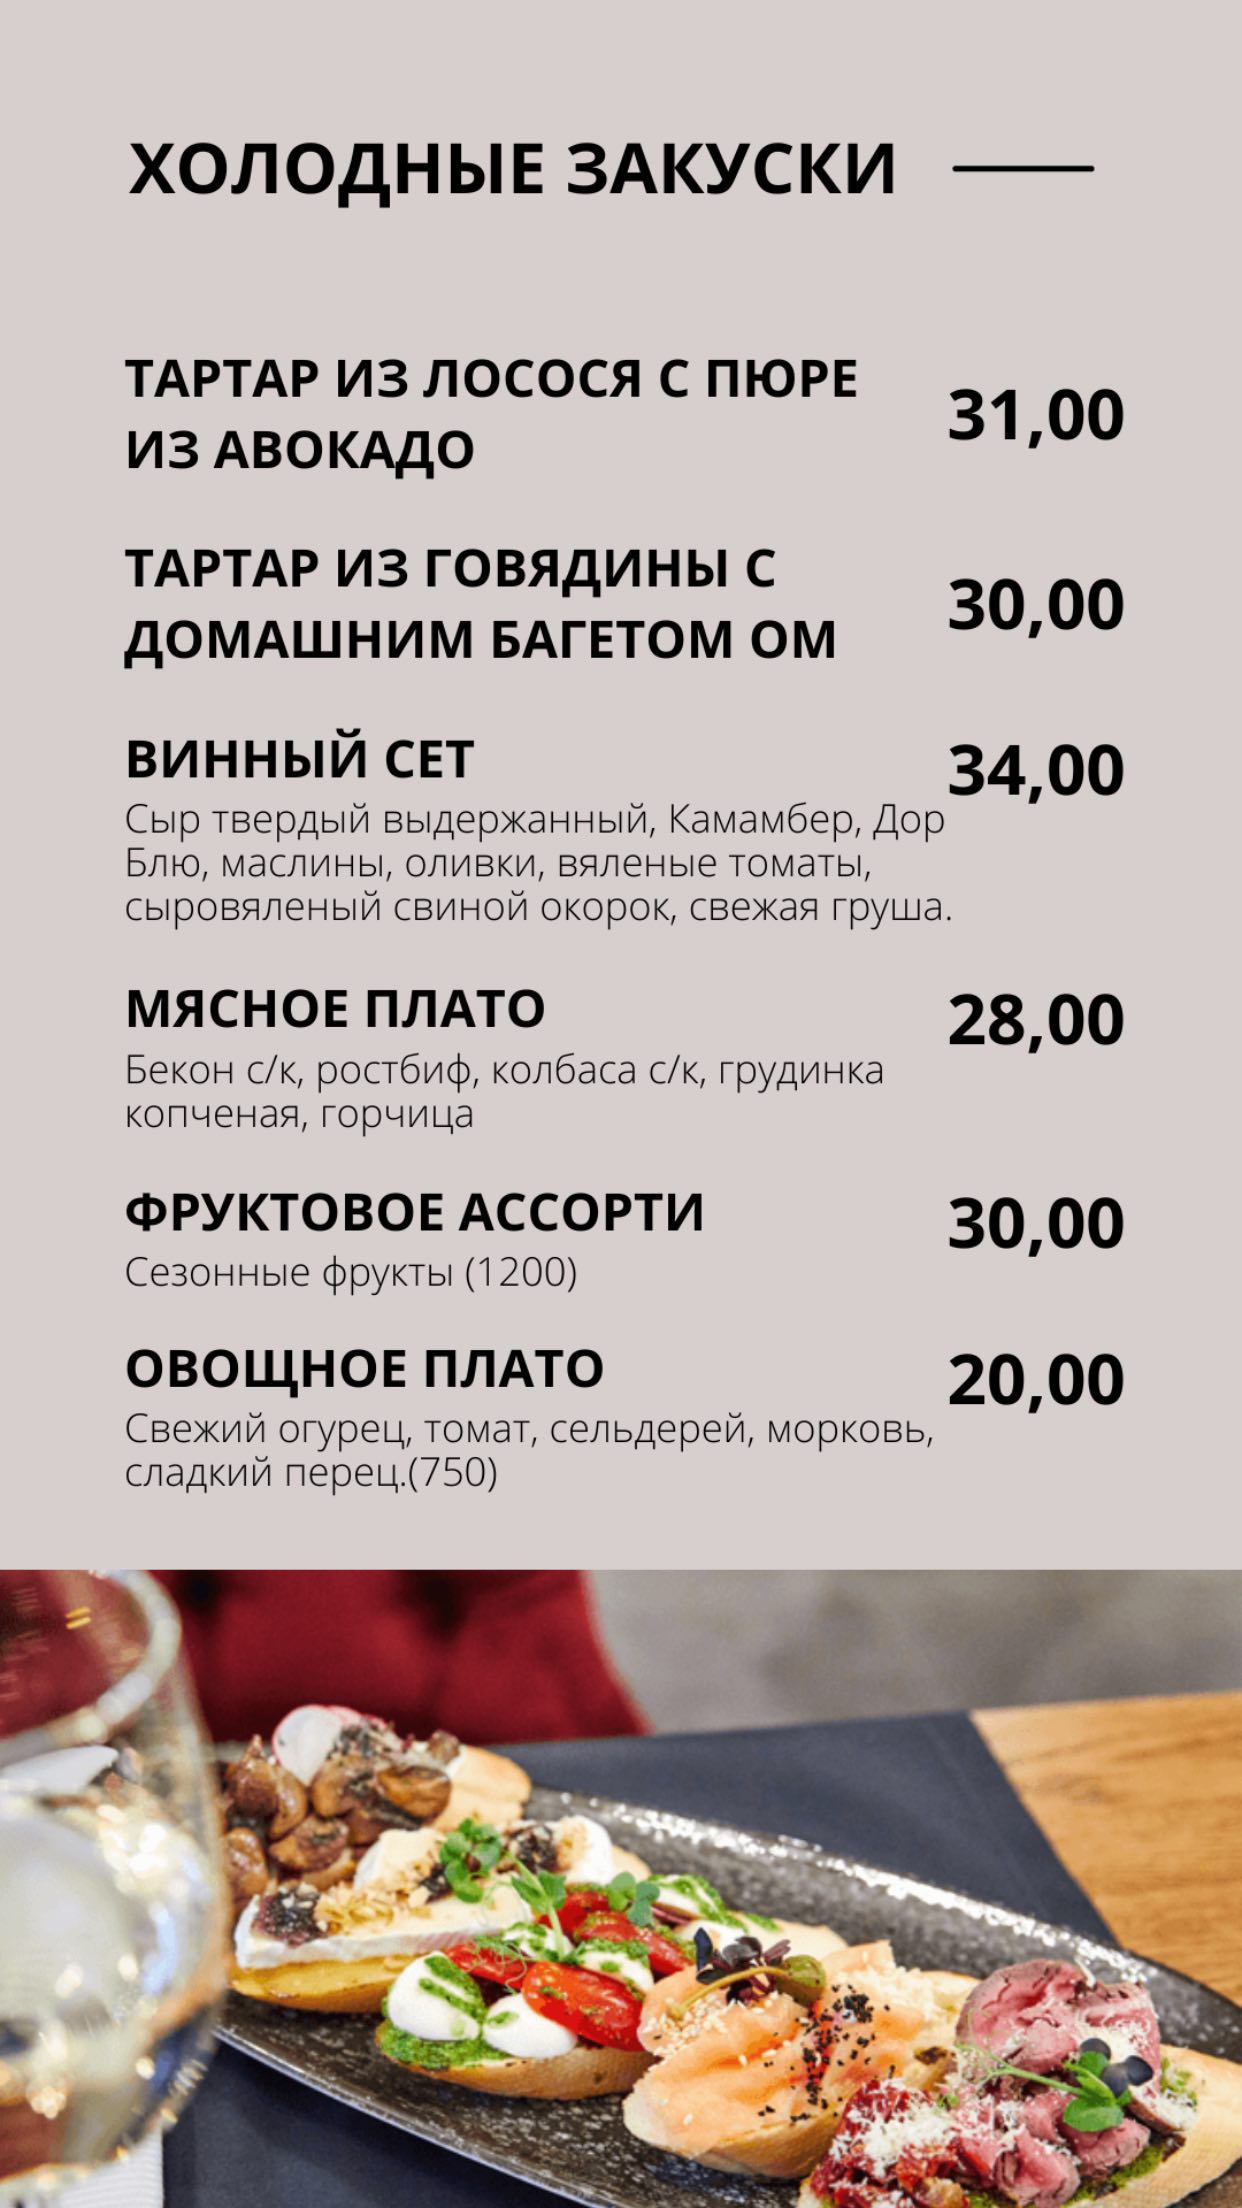 ХОЛОДНЫЕ ЗАКУСКИ
ТАРТАР ИЗ ЛОСОСЯ С ПЮРЕ
ИЗ АВОКАДО
31,00
ТАРТАР ИЗ ГОВЯДИНЫ С
ДОМАШНИМ БАГЕТОМ ОМ
30,00
ВИННЫЙ СЕТ
34,00
Сыр твердый выдержанный, Камамбер, Дор
Блю, маслины, оливки, вяленые томаты,
сыровяленый свиной окорок, свежая груша.
МЯСНОЕ ПЛАТО
28,00
Бекон с/к, ростбиф, колбаса с/к, грудинка
копченая, горчица
ФРУКТОВОЕ АССОРТИ
30,00
Сезонные фрукты (1200)
ОВОЩНОЕ ПЛАТО
20,00
Свежий огурец, томат, сельдерей, морковь,
сладкий перец.(750)